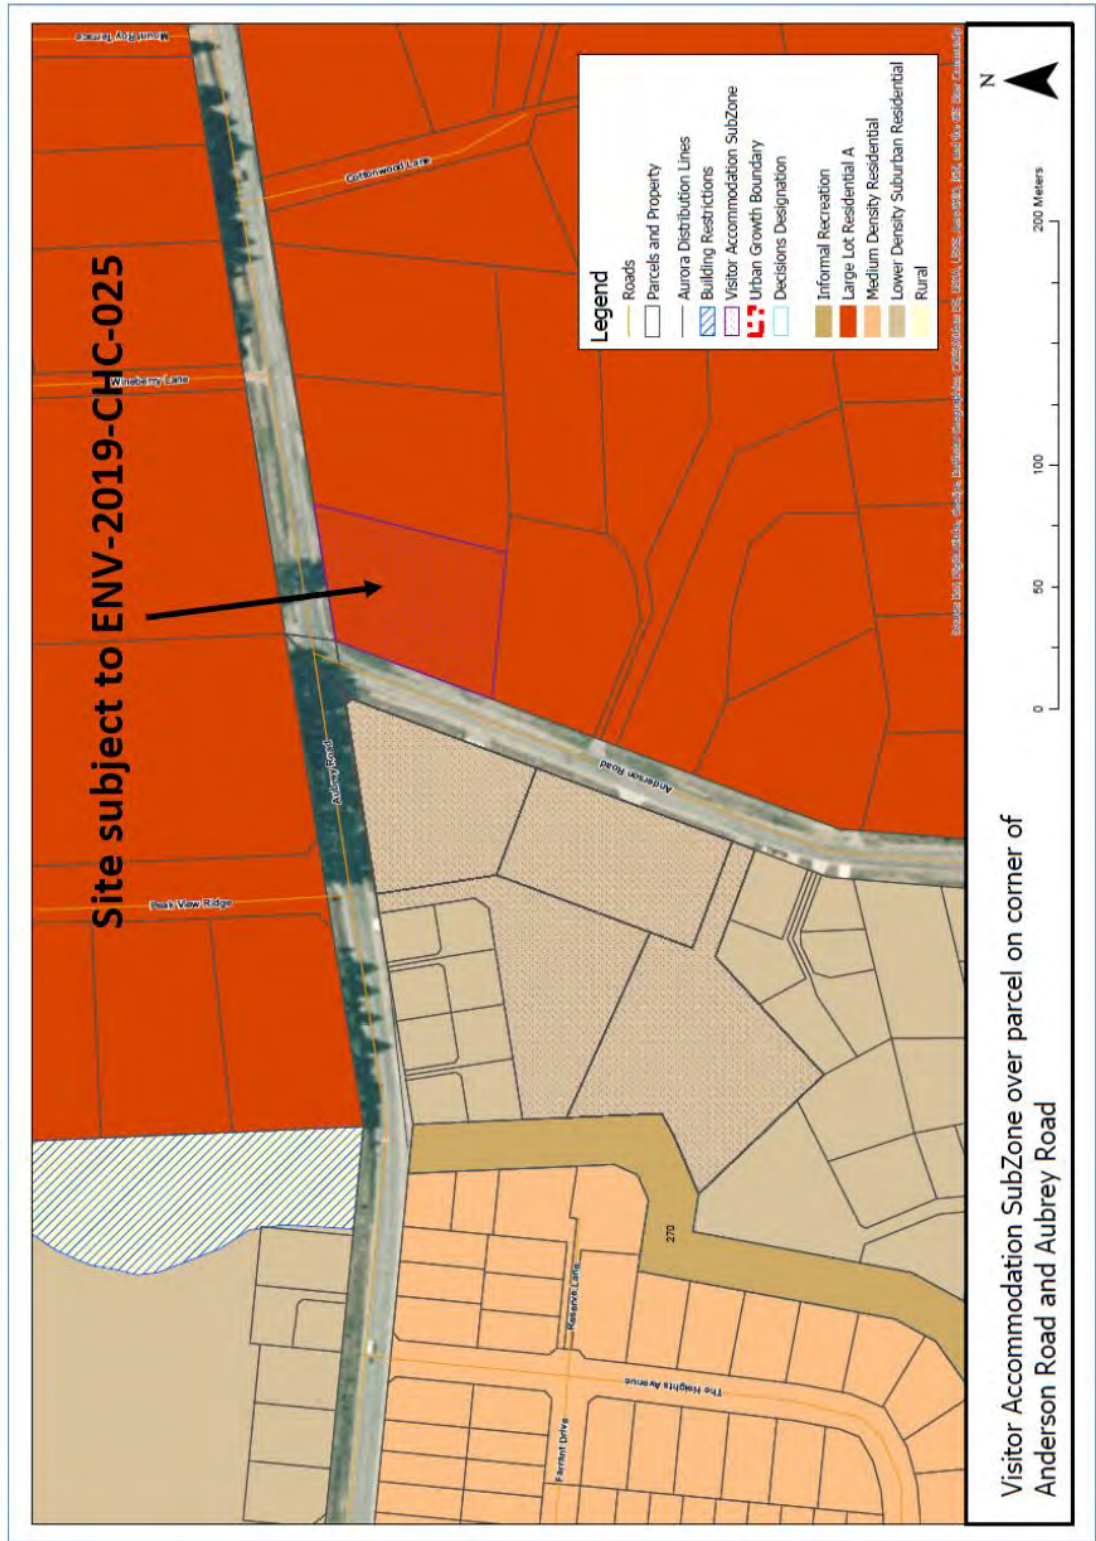 Site subject to ENV-2019-CHC-025
Mount Roy Terrace
Cottonwood Lane
Wineberry Lane
Aubrey Road
Peak View Ridge
Anderson Road
270
Reserve Lane
The Heights Avenue
Farrant Drive
Legend
Roads
Parcels and Property
Aurora Distribution Lines
Building Restrictions
Visitor Accommodation SubZone
Urban Growth Boundary
Decisions Designation
Informal Recreation
Large Lot Residential A
Medium Density Residential
Lower Density Suburban Residential
Rural
Visitor Accommodation SubZone over parcel on corner of
Anderson Road and Aubrey Road
0 50 100 200 Meters
N